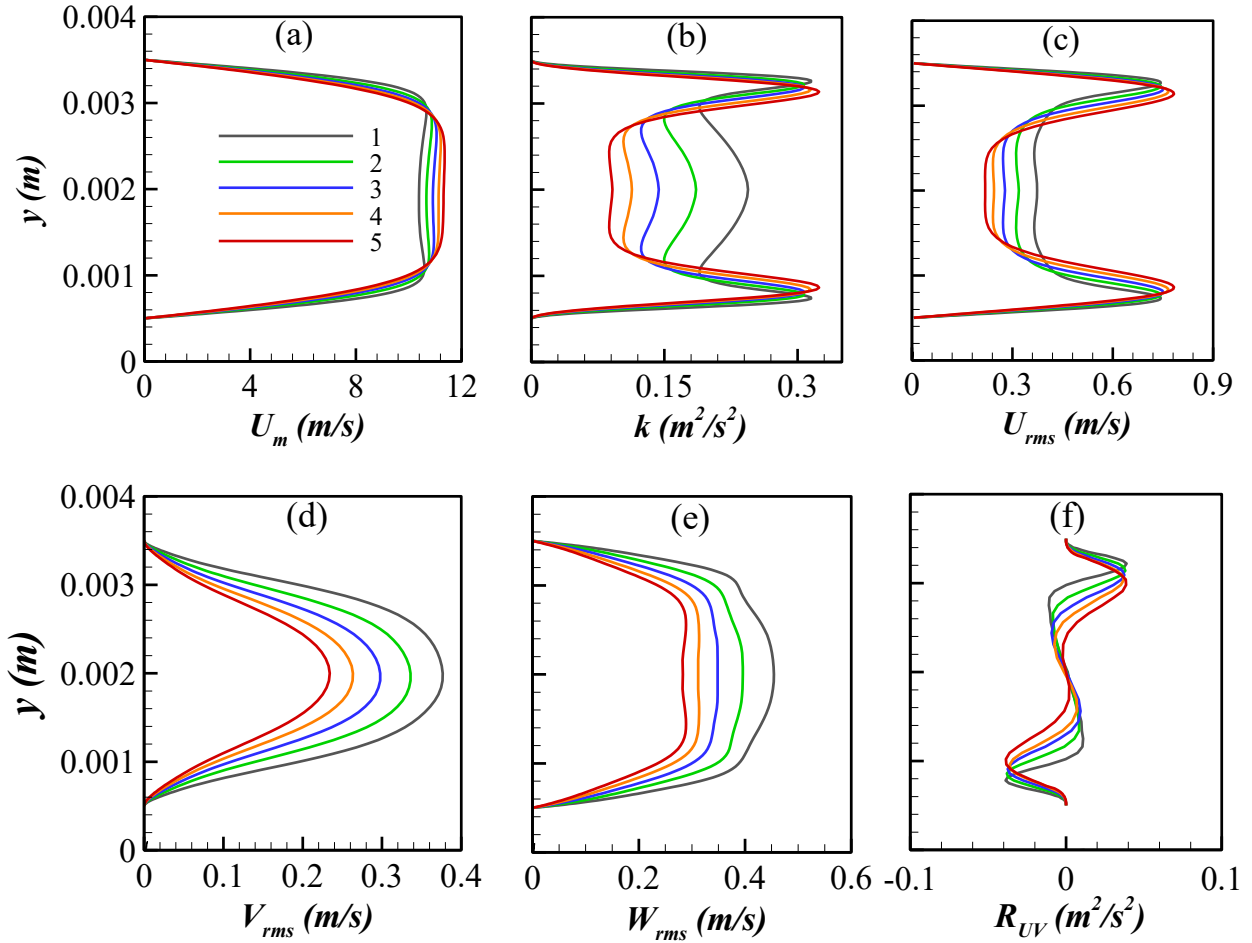 (a)
(b)
(c)
0.004
0.003
0.002
0.001
0
y (m)
1
2
3
4
5
0 4 8 12
0 0.15 0.3
0 0.3 0.6 0.9
U_m (m/s)
k (m²/s²)
U_rms (m/s)
(d)
(e)
(f)
0.004
0.003
0.002
0.001
0
y (m)
0 0.1 0.2 0.3 0.4
0 0.2 0.4 0.6
-0.1 0 0.1
V_rms (m/s)
W_rms (m/s)
R_UV (m²/s²)